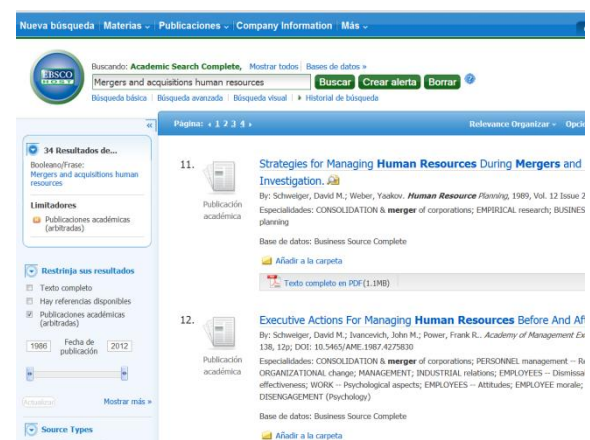 Nueva búsqueda Materias Publicaciones Company Information Más
Buscando: Academic Search Complete, Mostrar todos Bases de datos »
EBSCO HOST
Mergers and acquisitions human resources Buscar Crear alerta Borrar
Búsqueda básica Búsqueda avanzada Búsqueda visual Historial de búsqueda
«
34 Resultados de...
Booleano/Frase:
Mergers and acquisitions human
resources
Limitadores
Publicaciones académicas
(arbitradas)
Restrinja sus resultados
Texto completo
Hay referencias disponibles
Publicaciones académicas
(arbitradas)
1986 Fecha de publicación 2012
Actualizar Mostrar más »
Source Types
Página: 1 2 3 4 Relevance Organizar Opci
11. Strategies for Managing Human Resources During Mergers and
Investigation.
Publicación
académica
By: Schweiger, David M.; Weber, Yaakov. Human Resource Planning, 1989, Vol. 12 Issue 2
Especialidades: CONSOLIDATION & merger of corporations; EMPIRICAL research; BUSINES
planning
Base de datos: Business Source Complete
Añadir a la carpeta
Texto completo en PDF (1.1MB)
12. Executive Actions For Managing Human Resources Before And Af
Publicación
académica
By: Schweiger, David M.; Ivancevich, John M.; Power, Frank R.. Academy of Management Ex
138, 12p; DOI: 10.5465/AME.1987.4275830
Especialidades: CONSOLIDATION & merger of corporations; PERSONNEL management -- R
ORGANIZATIONAL change; MANAGEMENT; INDUSTRIAL relations; EMPLOYEES -- Dismissa
effectiveness; WORK -- Psychological aspects; EMPLOYEES -- Attitudes; EMPLOYEE morale;
DISENGAGEMENT (Psychology)
Base de datos: Business Source Complete
Añadir a la carpeta